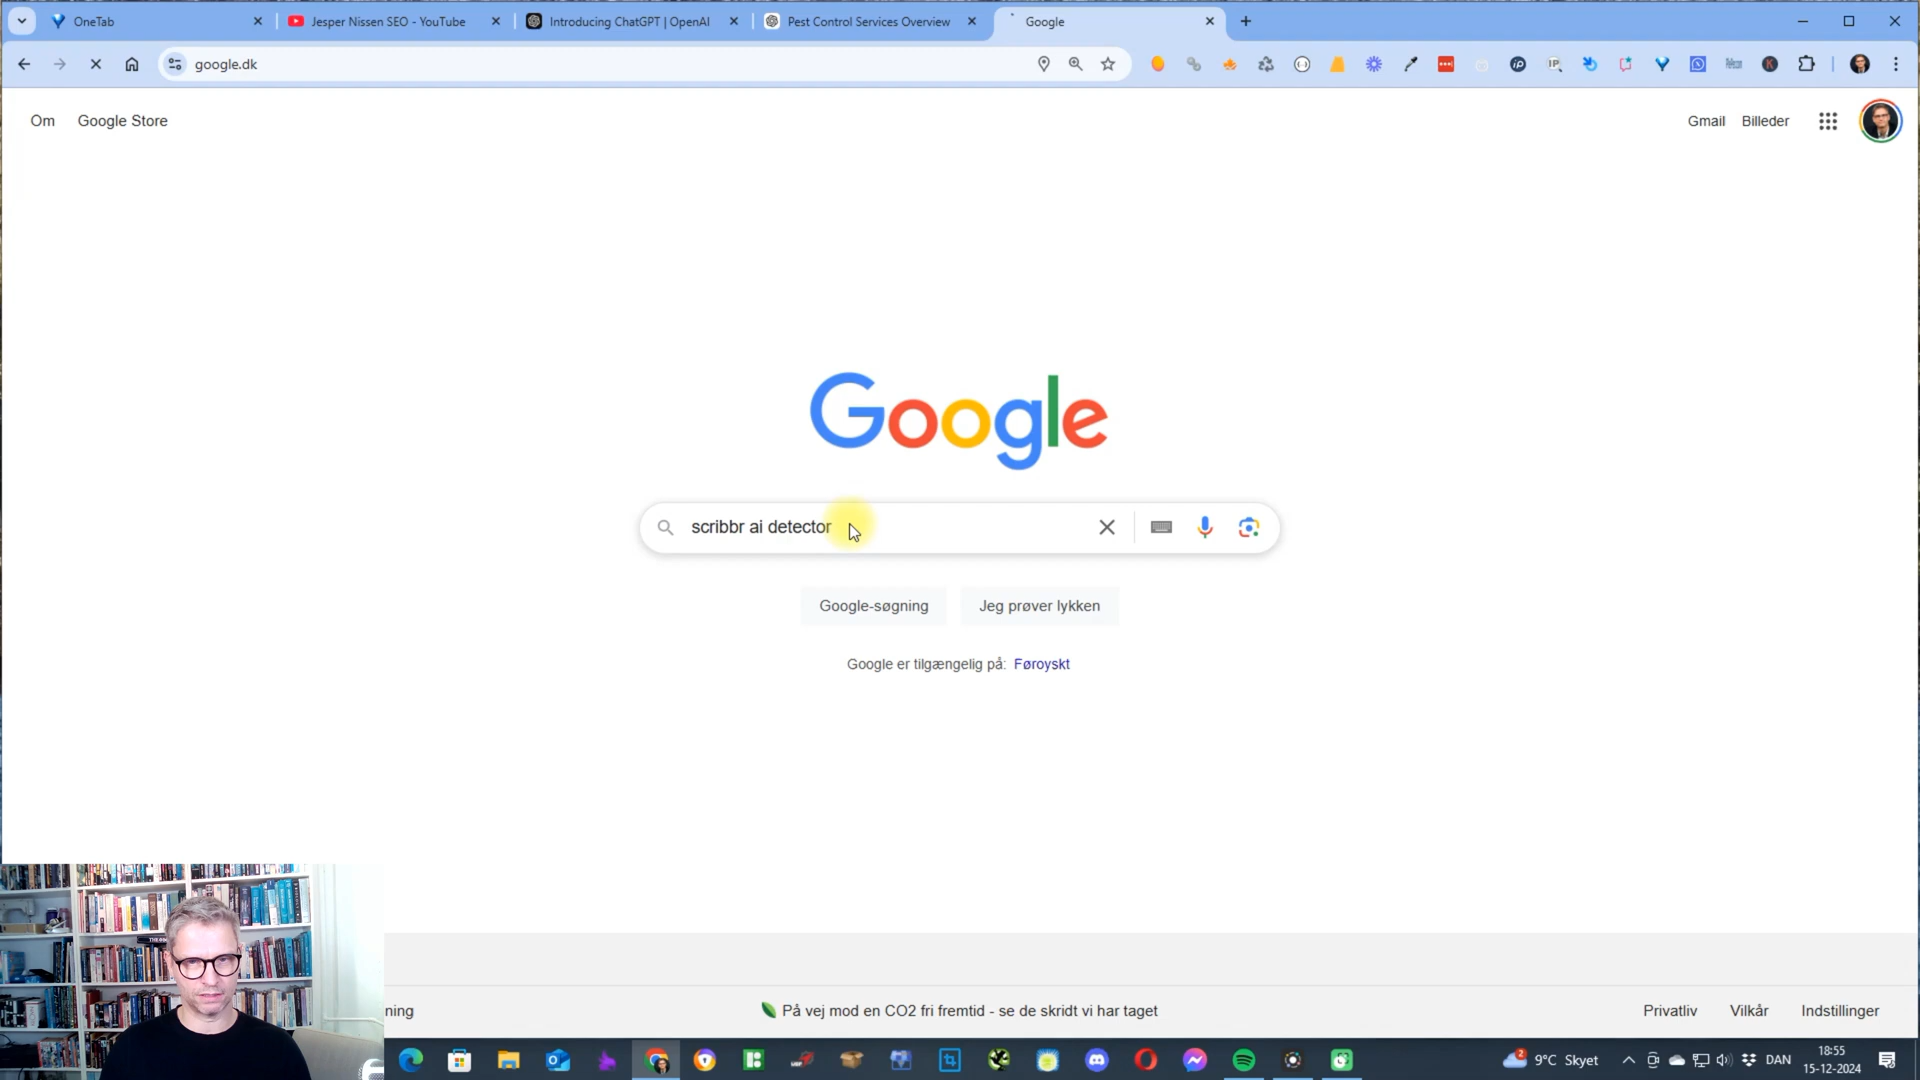 OneTab
Jesper Nissen SEO - YouTube
Introducing ChatGPT | OpenAI
Pest Control Services Overview
Google
google.dk
Om
Google Store
Gmail
Billeder
Google
scribbr ai detector
Google-søgning
Jeg prøver lykken
Google er tilgængelig på: Føroyskt
ning
På vej mod en CO2 fri fremtid - se de skridt vi har taget
Privatliv
Vilkår
Indstillinger
2
9°C Skyet
DAN
18:55
15-12-2024